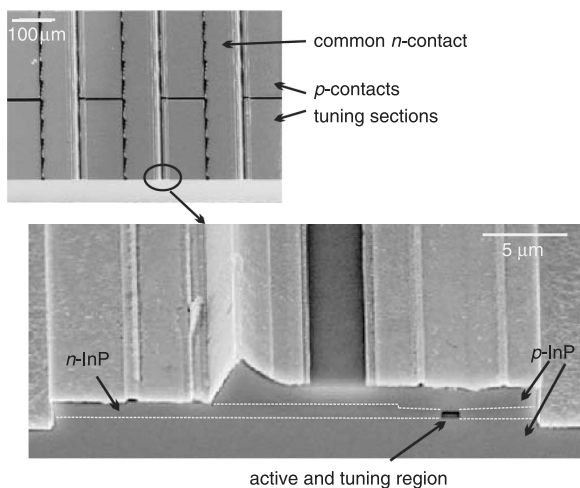 100 μm
common n-contact
p-contacts
tuning sections
5 μm
n-InP
p-InP
active and tuning region